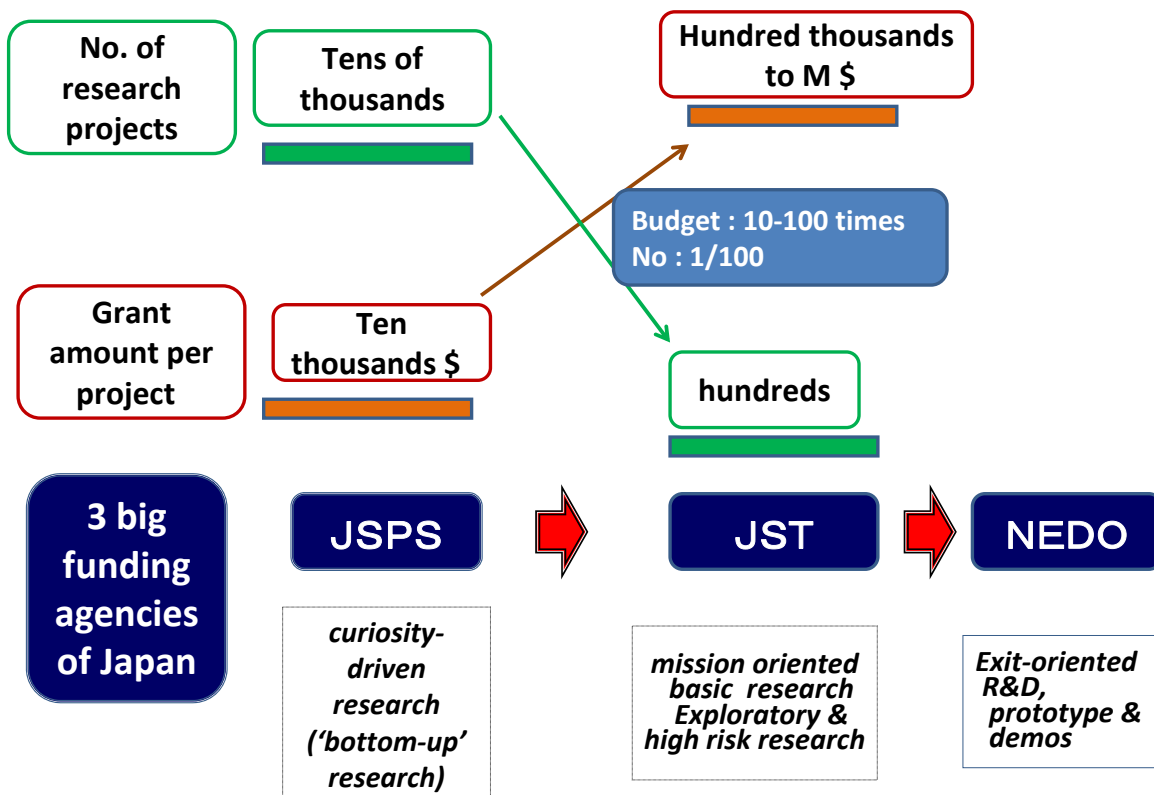 No. of
research
projects
Tens of
thousands
Hundred thousands
to M $
Budget : 10-100 times
No : 1/100
Grant
amount per
project
Ten
thousands $
hundreds
3 big
funding
agencies
of Japan
JSPS
JST
NEDO
curiosity-
driven
research
(‘bottom-up’
research)
mission oriented
basic research
Exploratory &
high risk research
Exit-oriented
R&D,
prototype &
demos